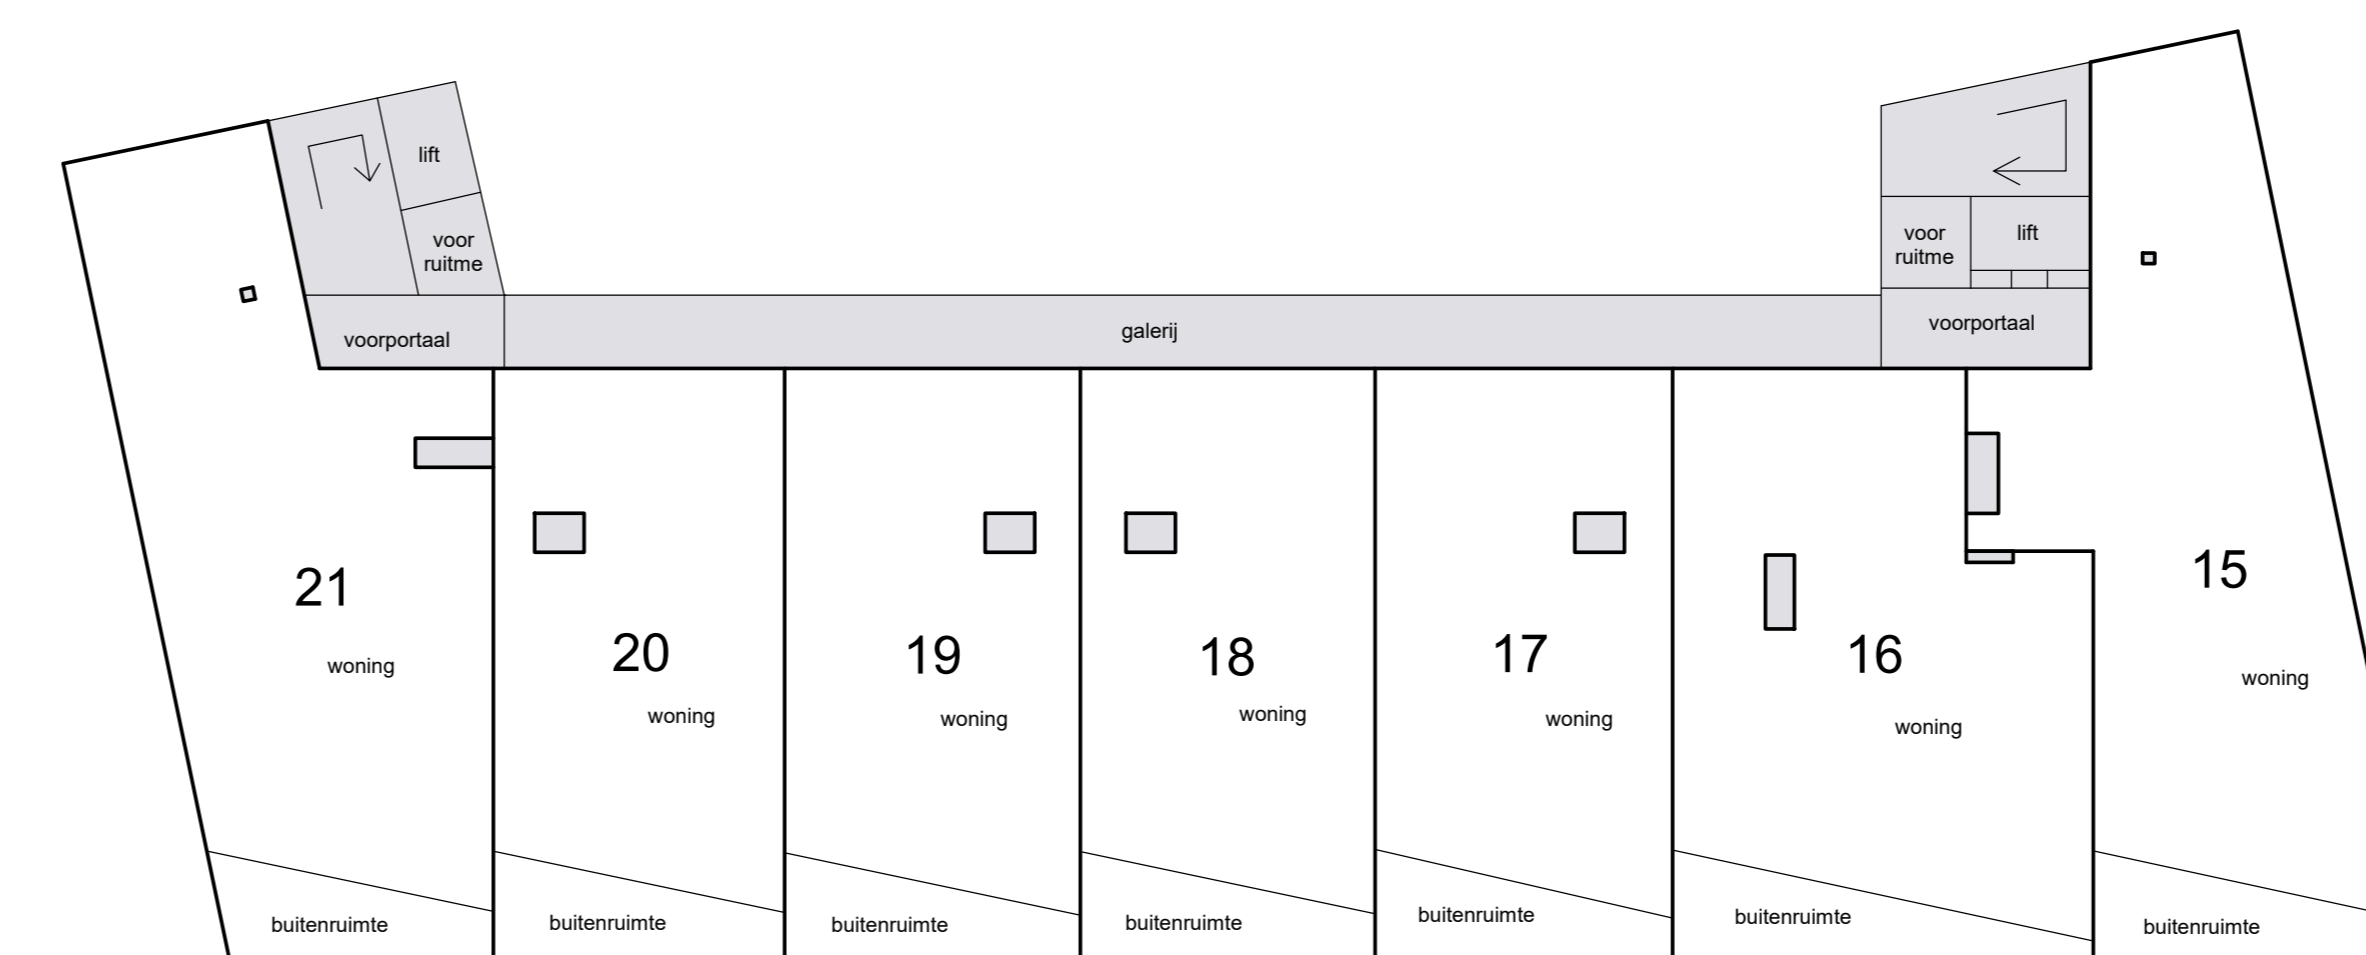 lift
voor
ruitme
voorportaal
galerij
voor
ruitme
lift
voorportaal
21
woning
20
woning
19
woning
18
woning
17
woning
16
woning
15
woning
buitenruimte
buitenruimte
buitenruimte
buitenruimte
buitenruimte
buitenruimte
buitenruimte